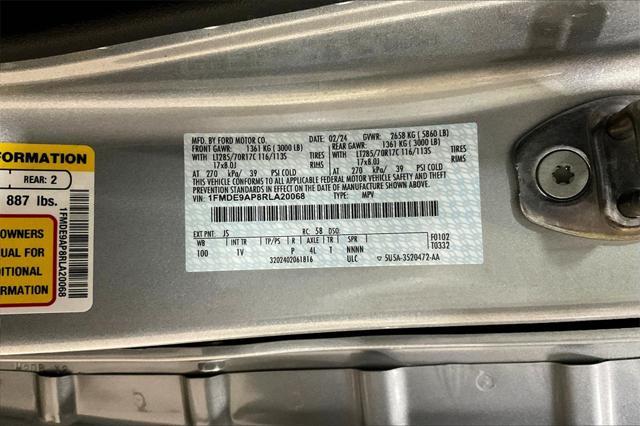 MFD. BY FORD MOTOR CO. 02/24 GVWR: 2658 KG ( 5860 LB)
FRONT GAWR: 1361 KG ( 3000 LB) REAR GAWR: 1361 KG ( 3000 LB)
WITH LT285/70R17C 116/113S TIRES WITH LT285/70R17C 116/113S TIRES
17x8.0J RIMS 17x8.0J RIMS
AT 270 kPa/ 39 PSI COLD AT 270 kPa/ 39 PSI COLD
THIS VEHICLE CONFORMS TO ALL APPLICABLE FEDERAL MOTOR VEHICLE SAFETY AND THEFT
PREVENTION STANDARDS IN EFFECT ON THE DATE OF MANUFACTURE SHOWN ABOVE.
VIN: 1FMDE9AP8RLA20068 TYPE: MPV
EXT PNT: JS RC: 58 DSO: F0102
WB INT TR TP/PS R AXLE TR SPR T0332
100 1V P 4L T NNNN
3202402061816 ULC 5U5A-3520472-AA
FORMATION
REAR: 2
887 lbs.
OWNERS
NUAL FOR
DITIONAL
ORMATION
1FMDE9AP8RLA20068